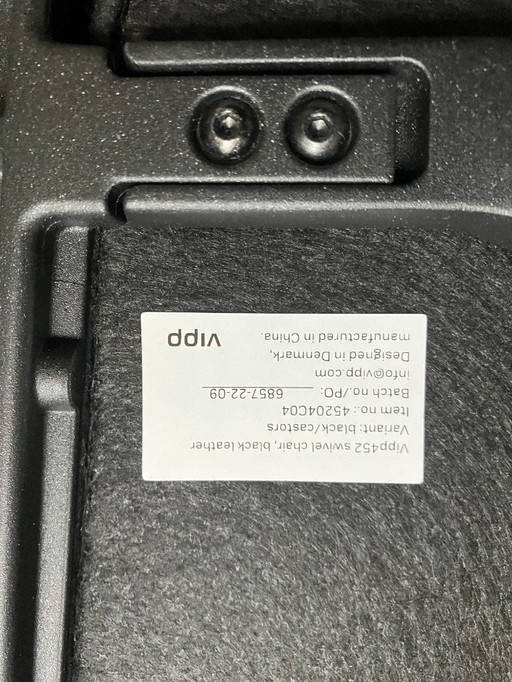 Vipp452 swivel chair, black leather
Variant: black/castors
Item no.: 45204C04
Batch no./PO: 6857-22-09
info@vipp.com
Designed in Denmark,
manufactured in China.
vipp